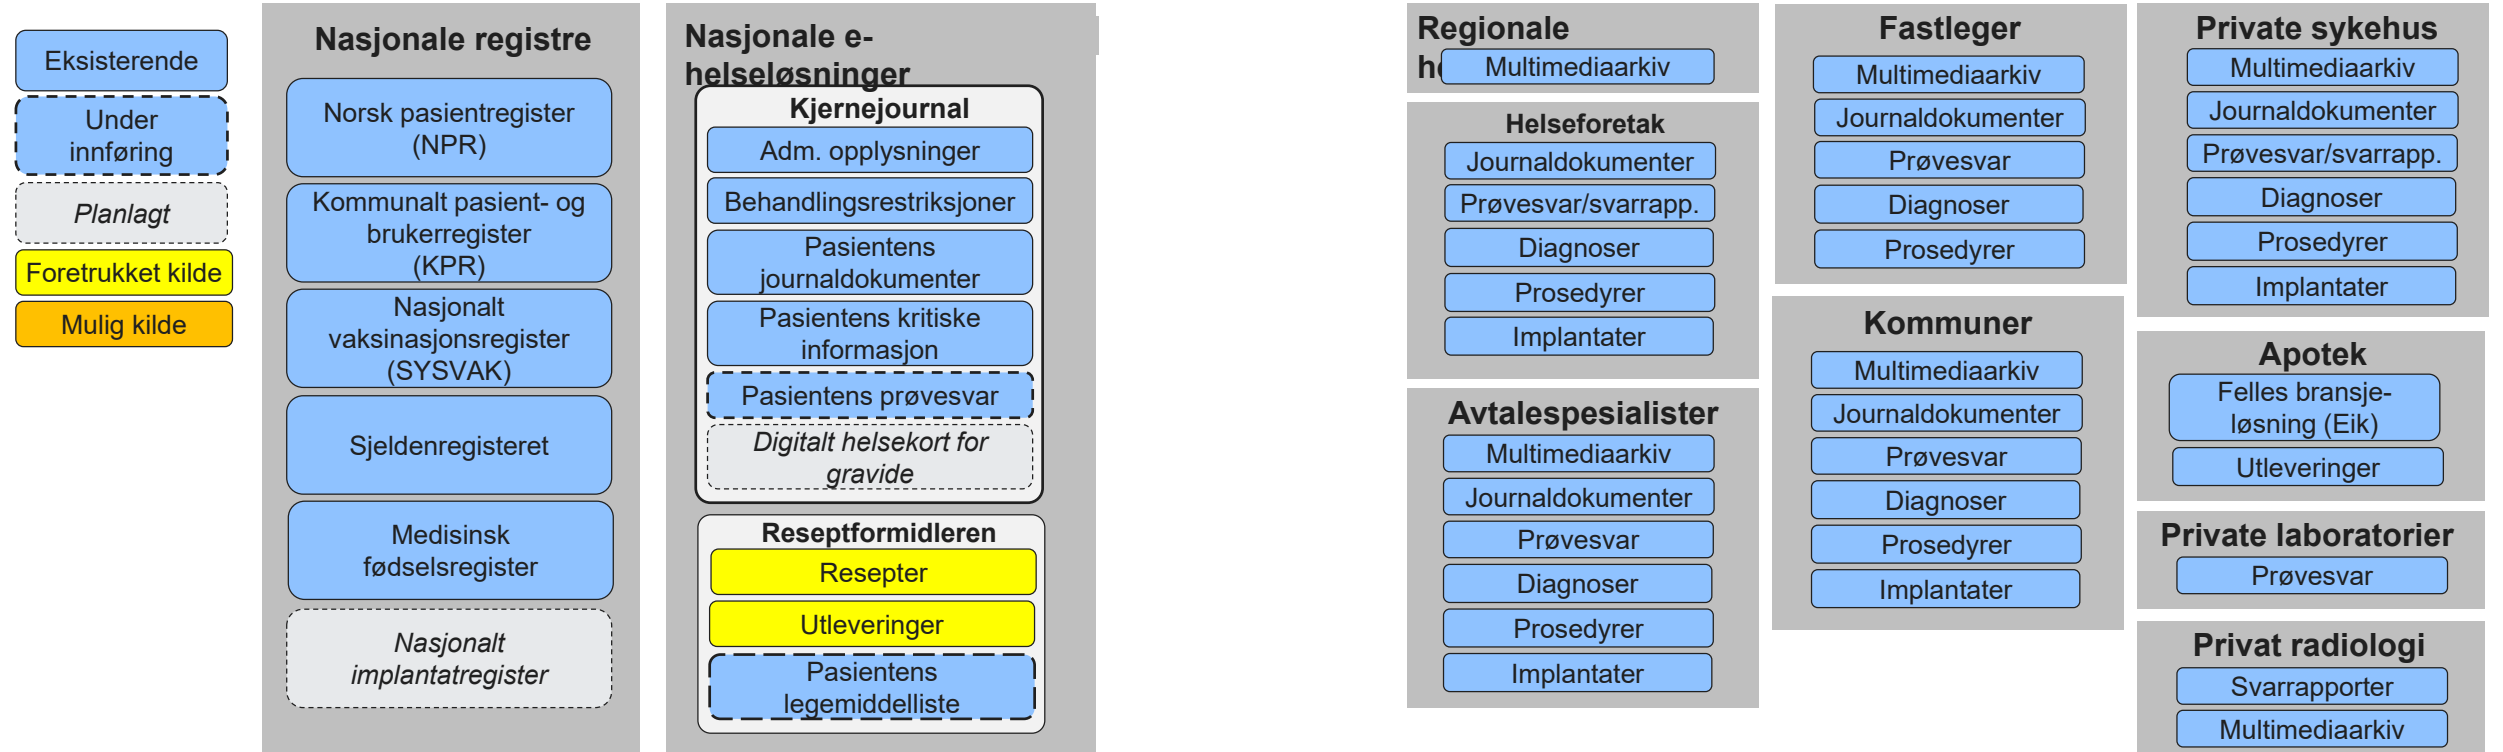 Eksisterende
Under
innføring
Planlagt
Foretrukket kilde
Mulig kilde
Nasjonale registre
Norsk pasientregister
(NPR)
Kommunalt pasient- og
brukerregister
(KPR)
Nasjonalt
vaksinasjonsregister
(SYSVAK)
Sjeldenregisteret
Medisinsk
fødselsregister
Nasjonalt
implantatregister
Nasjonale e-
helseløsninger
Kjernejournal
Adm. opplysninger
Behandlingsrestriksjoner
Pasientens
journaldokumenter
Pasientens kritiske
informasjon
Pasientens prøvesvar
Digitalt helsekort for
gravide
Reseptformidleren
Resepter
Utleveringer
Pasientens
legemiddelliste
Regionale
Multimediaarkiv
Helseforetak
Journaldokumenter
Prøvesvar/svarrapp.
Diagnoser
Prosedyrer
Implantater
Avtalespesialister
Multimediaarkiv
Journaldokumenter
Prøvesvar
Diagnoser
Prosedyrer
Implantater
Fastleger
Multimediaarkiv
Journaldokumenter
Prøvesvar
Diagnoser
Prosedyrer
Kommuner
Multimediaarkiv
Journaldokumenter
Prøvesvar
Diagnoser
Prosedyrer
Implantater
Private sykehus
Multimediaarkiv
Journaldokumenter
Prøvesvar/svarrapp.
Diagnoser
Prosedyrer
Implantater
Apotek
Felles bransje-
løsning (Eik)
Utleveringer
Private laboratorier
Prøvesvar
Privat radiologi
Svarrapporter
Multimediaarkiv